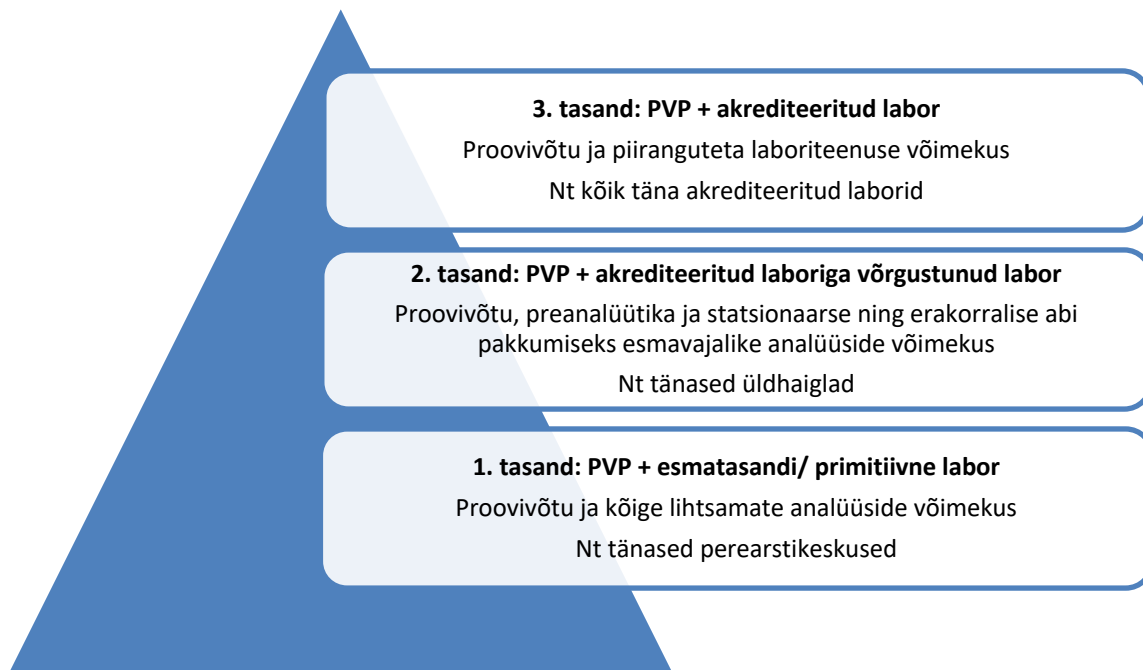 3. tasand: PVP + akrediteeritud labor
Proovivõtu ja piiranguteta laboriteenuse võimekus
Nt kõik täna akrediteeritud laborid
2. tasand: PVP + akrediteeritud laboriga võrgustunud labor
Proovivõtu, preanalüütika ja statsionaarse ning erakorralise abi
pakkumiseks esmavajalike analüüside võimekus
Nt tänased üldhaiglad
1. tasand: PVP + esmatasandi/ primitiivne labor
Proovivõtu ja kõige lihtsamate analüüside võimekus
Nt tänased perearstikeskused